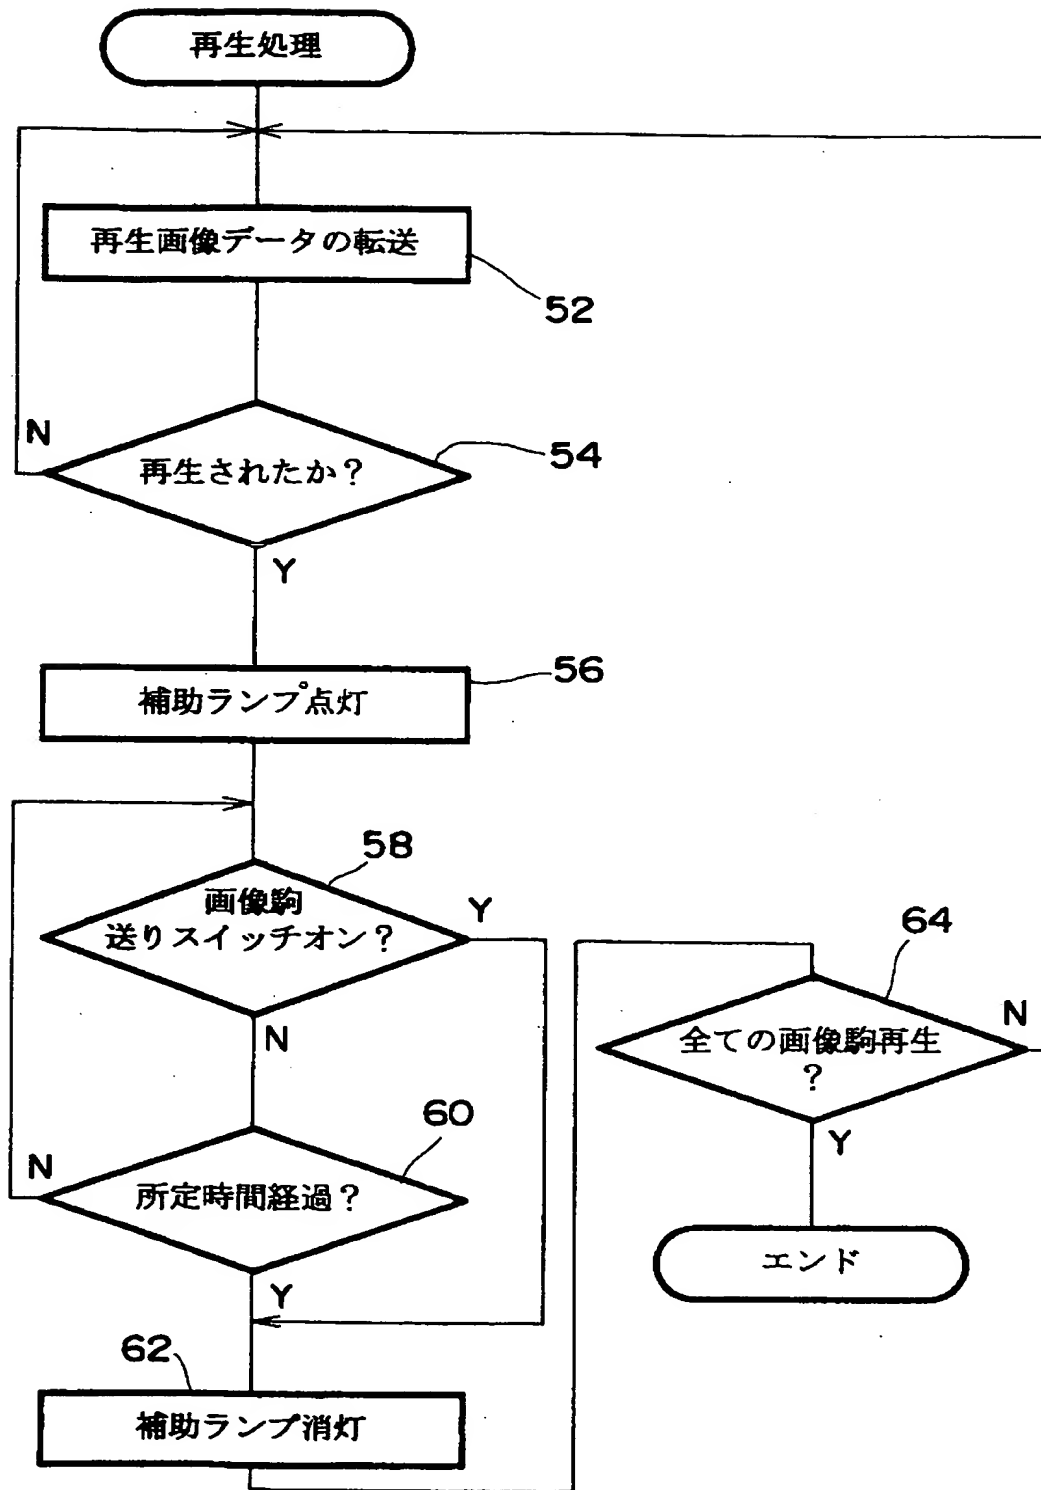 再生処理
再生画像データの転送
52
N
再生されたか？
54
Y
補助ランプ点灯
56
58
画像駒
送りスイッチオン？
Y
N
60
N
所定時間経過？
Y
62
補助ランプ消灯
64
全ての画像駒再生
？
N
Y
エンド